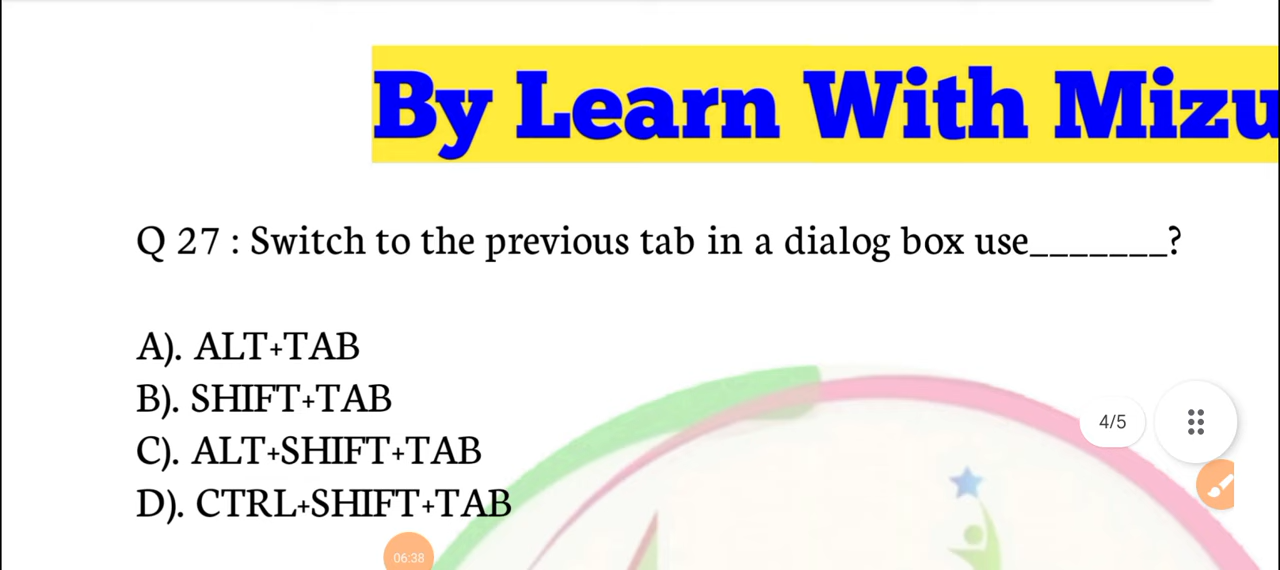 By Learn With Mizu
Q 27 : Switch to the previous tab in a dialog box use_______?
A). ALT+TAB
B). SHIFT+TAB
C). ALT+SHIFT+TAB
D). CTRL+SHIFT+TAB
4/5
06:38